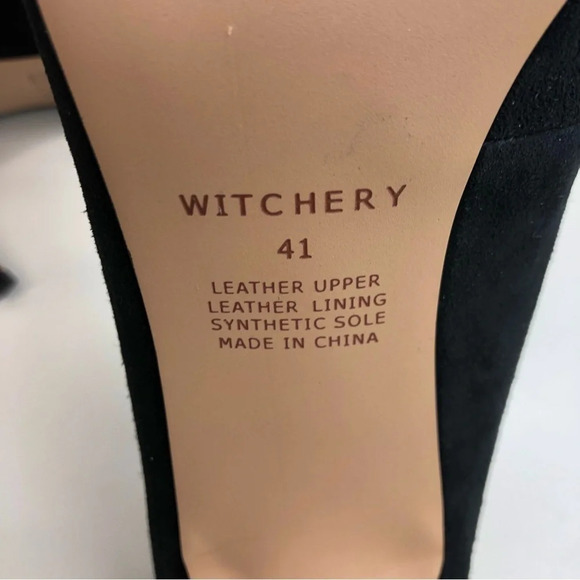 WITCHERY
41
LEATHER UPPER
LEATHER LINING
SYNTHETIC SOLE
MADE IN CHINA